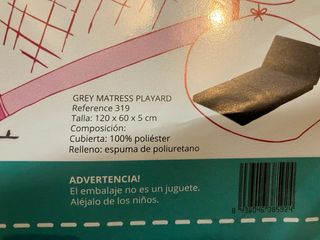 GREY MATRESS PLAYARD
Reference 319
Talla: 120 x 60 x 5 cm
Composición:
Cubierta: 100% poliéster
Relleno: espuma de poliuretano
ADVERTENCIA!
El embalaje no es un juguete.
Aléjalo de los niños.